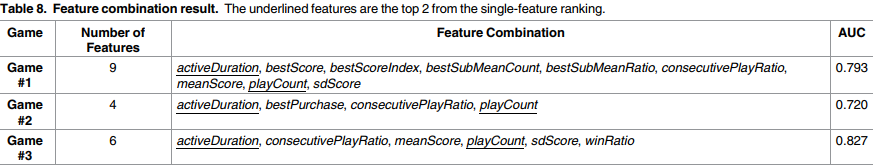 Table 8. Feature combination result. The underlined features are the top 2 from the single-feature ranking.
Game Number of Features Feature Combination AUC
Game #1 9 activeDuration, bestScore, bestScoreIndex, bestSubMeanCount, bestSubMeanRatio, consecutivePlayRatio, 0.793
meanScore, playCount, sdScore
Game #2 4 activeDuration, bestPurchase, consecutivePlayRatio, playCount 0.720
Game #3 6 activeDuration, consecutivePlayRatio, meanScore, playCount, sdScore, winRatio 0.827